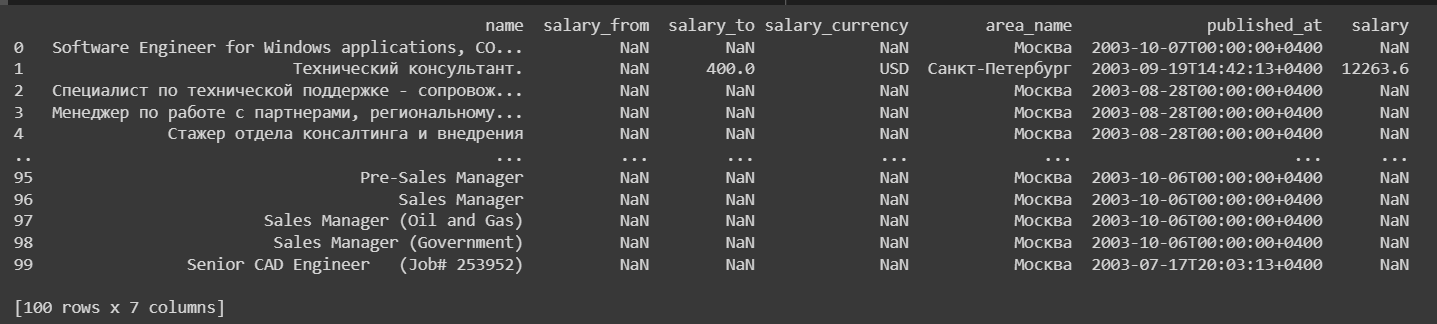 name salary_from salary_to salary_currency area_name published_at salary
0 Software Engineer for Windows applications, CO... NaN NaN NaN Москва 2003-10-07T00:00:00+0400 NaN
1 Технический консультант. NaN 400.0 USD Санкт-Петербург 2003-09-19T14:42:13+0400 12263.6
2 Специалист по технической поддержке - сопровож... NaN NaN NaN Москва 2003-08-28T00:00:00+0400 NaN
3 Менеджер по работе с партнерами, региональному... NaN NaN NaN Москва 2003-08-28T00:00:00+0400 NaN
4 Стажер отдела консалтинга и внедрения NaN NaN NaN Москва 2003-08-28T00:00:00+0400 NaN
.. ... ... ... ... ... ... ...
95 Pre-Sales Manager NaN NaN NaN Москва 2003-10-06T00:00:00+0400 NaN
96 Sales Manager NaN NaN NaN Москва 2003-10-06T00:00:00+0400 NaN
97 Sales Manager (Oil and Gas) NaN NaN NaN Москва 2003-10-06T00:00:00+0400 NaN
98 Sales Manager (Government) NaN NaN NaN Москва 2003-10-06T00:00:00+0400 NaN
99 Senior CAD Engineer (Job# 253952) NaN NaN NaN Москва 2003-07-17T20:03:13+0400 NaN
[100 rows x 7 columns]